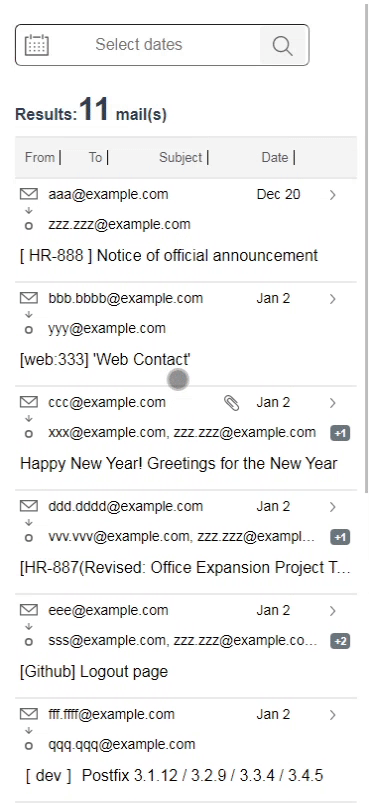 Select dates
Results:11 mail(s)
From To Subject Date
aaa@example.com Dec 20
zzz.zzz@example.com
[ HR-888 ] Notice of official announcement
bbb.bbbb@example.com Jan 2
yyy@example.com
[web:333] 'Web Contact'
ccc@example.com Jan 2
xxx@example.com, zzz.zzz@example.com +1
Happy New Year! Greetings for the New Year
ddd.dddd@example.com Jan 2
vvv.vvv@example.com, zzz.zzz@exampl... +1
[HR-887(Revised: Office Expansion Project T...
eee@example.com Jan 2
sss@example.com, zzz.zzz@example.co... +2
[Github] Logout page
fff.ffff@example.com Jan 2
qqq.qqq@example.com
[ dev ] Postfix 3.1.12 / 3.2.9 / 3.3.4 / 3.4.5